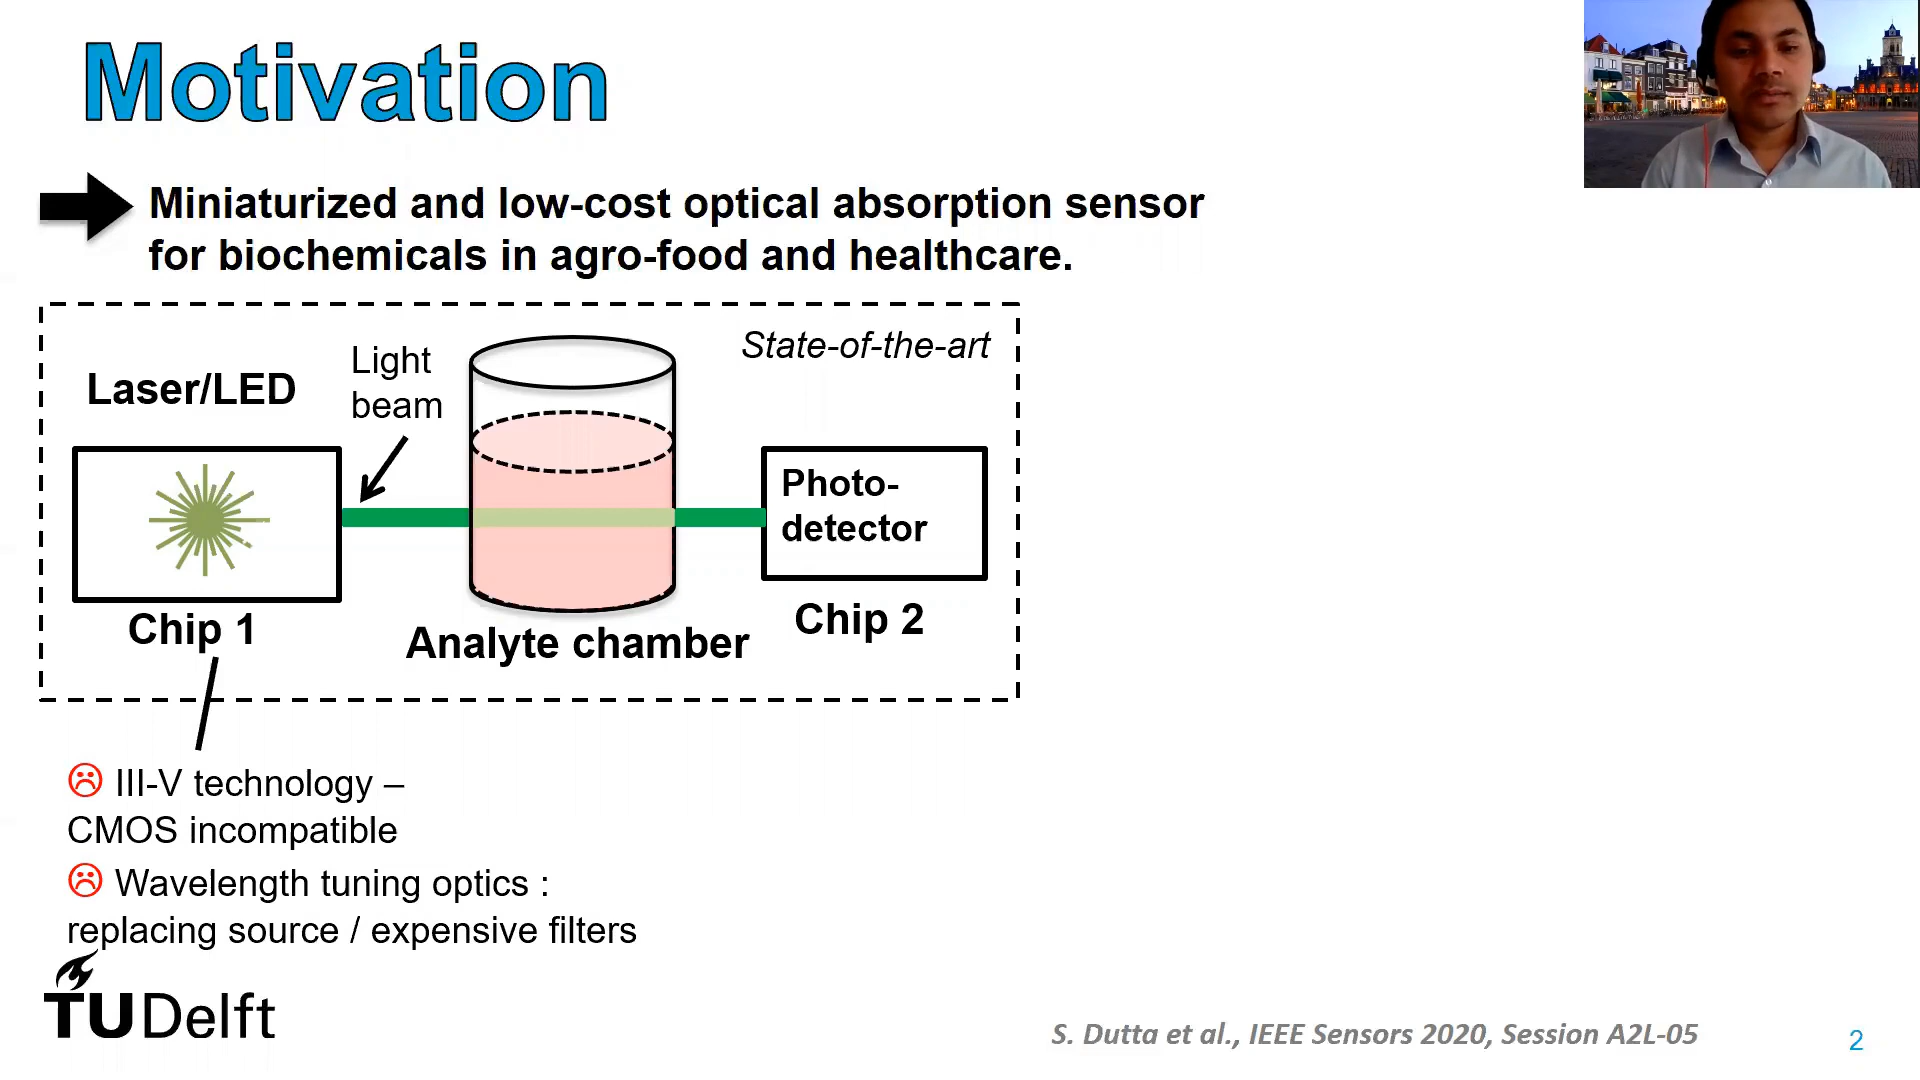 Motivation
Miniaturized and low-cost optical absorption sensor
for biochemicals in agro-food and healthcare.
State-of-the-art
Light
beam
Laser/LED
Photo-
detector
Chip 1
Chip 2
Analyte chamber
III-V technology –
CMOS incompatible
Wavelength tuning optics :
replacing source / expensive filters
TUDelft
S. Dutta et al., IEEE Sensors 2020, Session A2L-05
2